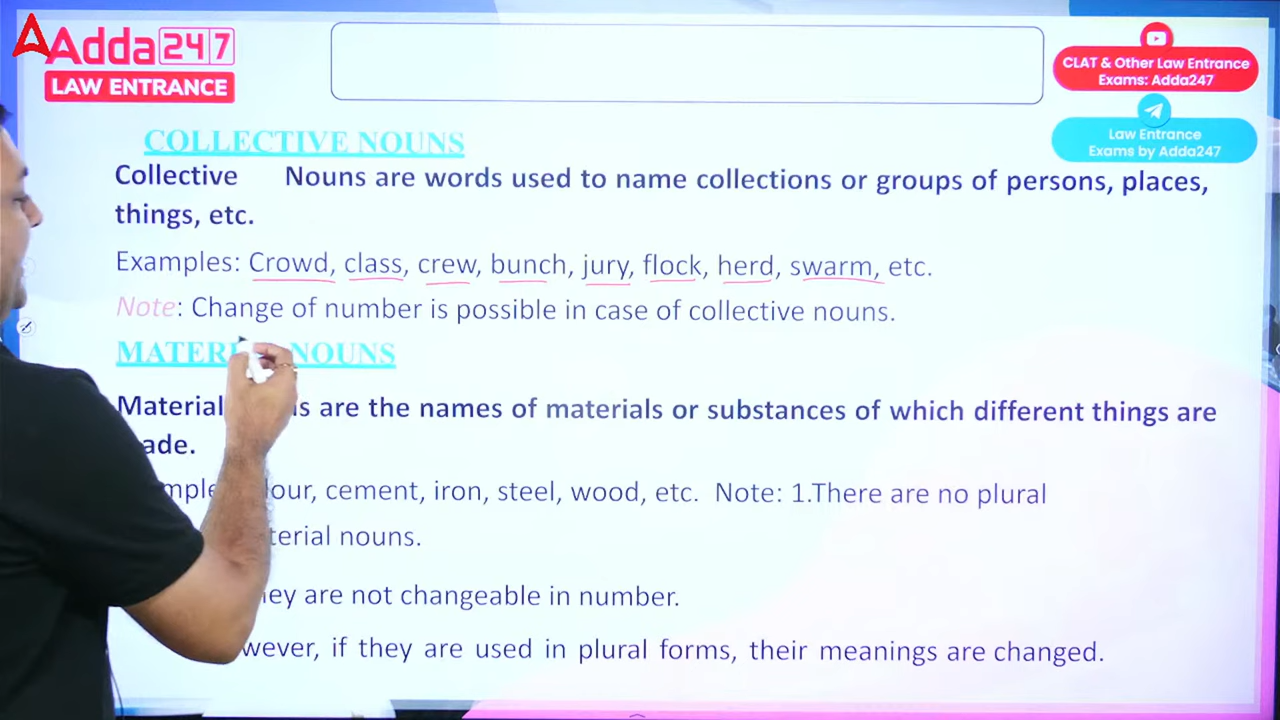 Adda247
LAW ENTRANCE
CLAT & Other Law Entrance
Exams: Adda247
Law Entrance
Exams by Adda247
COLLECTIVE NOUNS
Collective Nouns are words used to name collections or groups of persons, places,
things, etc.
Examples: Crowd, class, crew, bunch, jury, flock, herd, swarm, etc.
Note: Change of number is possible in case of collective nouns.
MATERI NOUNS
Material s are the names of materials or substances of which different things are
ade.
mple our, cement, iron, steel, wood, etc. Note: 1.There are no plural
terial nouns.
hey are not changeable in number.
wever, if they are used in plural forms, their meanings are changed.